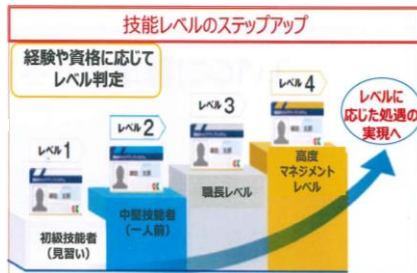 技能レベルのステップアップ
経験や資格に応じて
レベル判定
レベル1
レベル2
レベル3
レベル4
レベルに
応じた処遇の
実現へ
初級技能者
(見習い)
中堅技能者
(一人前)
職長レベル
高度
マネジメント
レベル